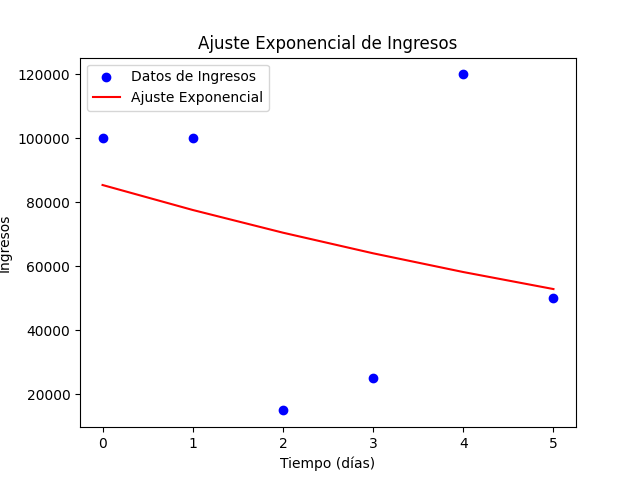 Ajuste Exponencial de Ingresos
Datos de Ingresos
Ajuste Exponencial
120000
100000
80000
60000
40000
20000
Ingresos
0 1 2 3 4 5
Tiempo (días)